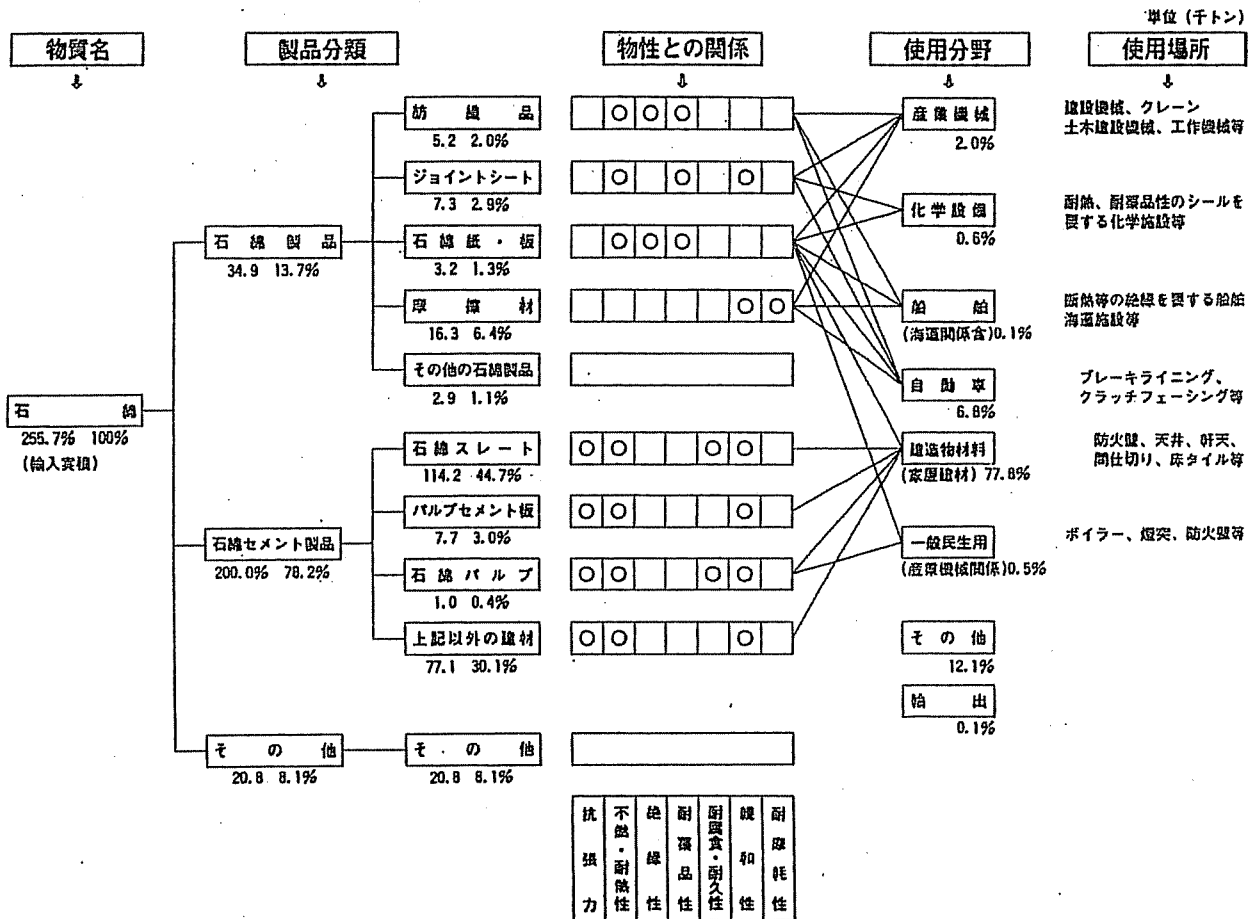 単位（千トン）
物質名
製品分類
物性との関係
使用分野
使用場所
紡織品
5.2 2.0%
ジョイントシート
7.3 2.9%
石綿製品
34.9 13.7%
石綿紙・板
3.2 1.3%
摩擦材
16.3 6.4%
その他の石綿製品
2.9 1.1%
石綿
255.7% 100%
(輸入実積)
石綿スレート
114.2 44.7%
パルプセメント板
7.7 3.0%
石綿セメント製品
200.0% 78.2%
石綿パルプ
1.0 0.4%
上記以外の建材
77.1 30.1%
その他
20.8 8.1%
その他
20.8 8.1%
抗張力
不燃・耐熱性
絶縁性
耐薬品性
耐腐食・耐久性
緩和性
耐摩耗性
産業機械
2.0%
化学設備
0.6%
船舶
(海運関係含)0.1%
自動車
6.8%
建造物材料
(家屋建材) 77.8%
一般民生用
(産業機械関係)0.5%
その他
12.1%
輸出
0.1%
建設機械、クレーン
土木建設機械、工作機械等
耐熱、耐薬品性のシールを
要する化学施設等
断熱等の絶縁を要する船舶
海運施設等
ブレーキライニング、
クラッチフェーシング等
防火壁、天井、軒天、
間仕切り、床タイル等
ボイラー、煙突、防火壁等